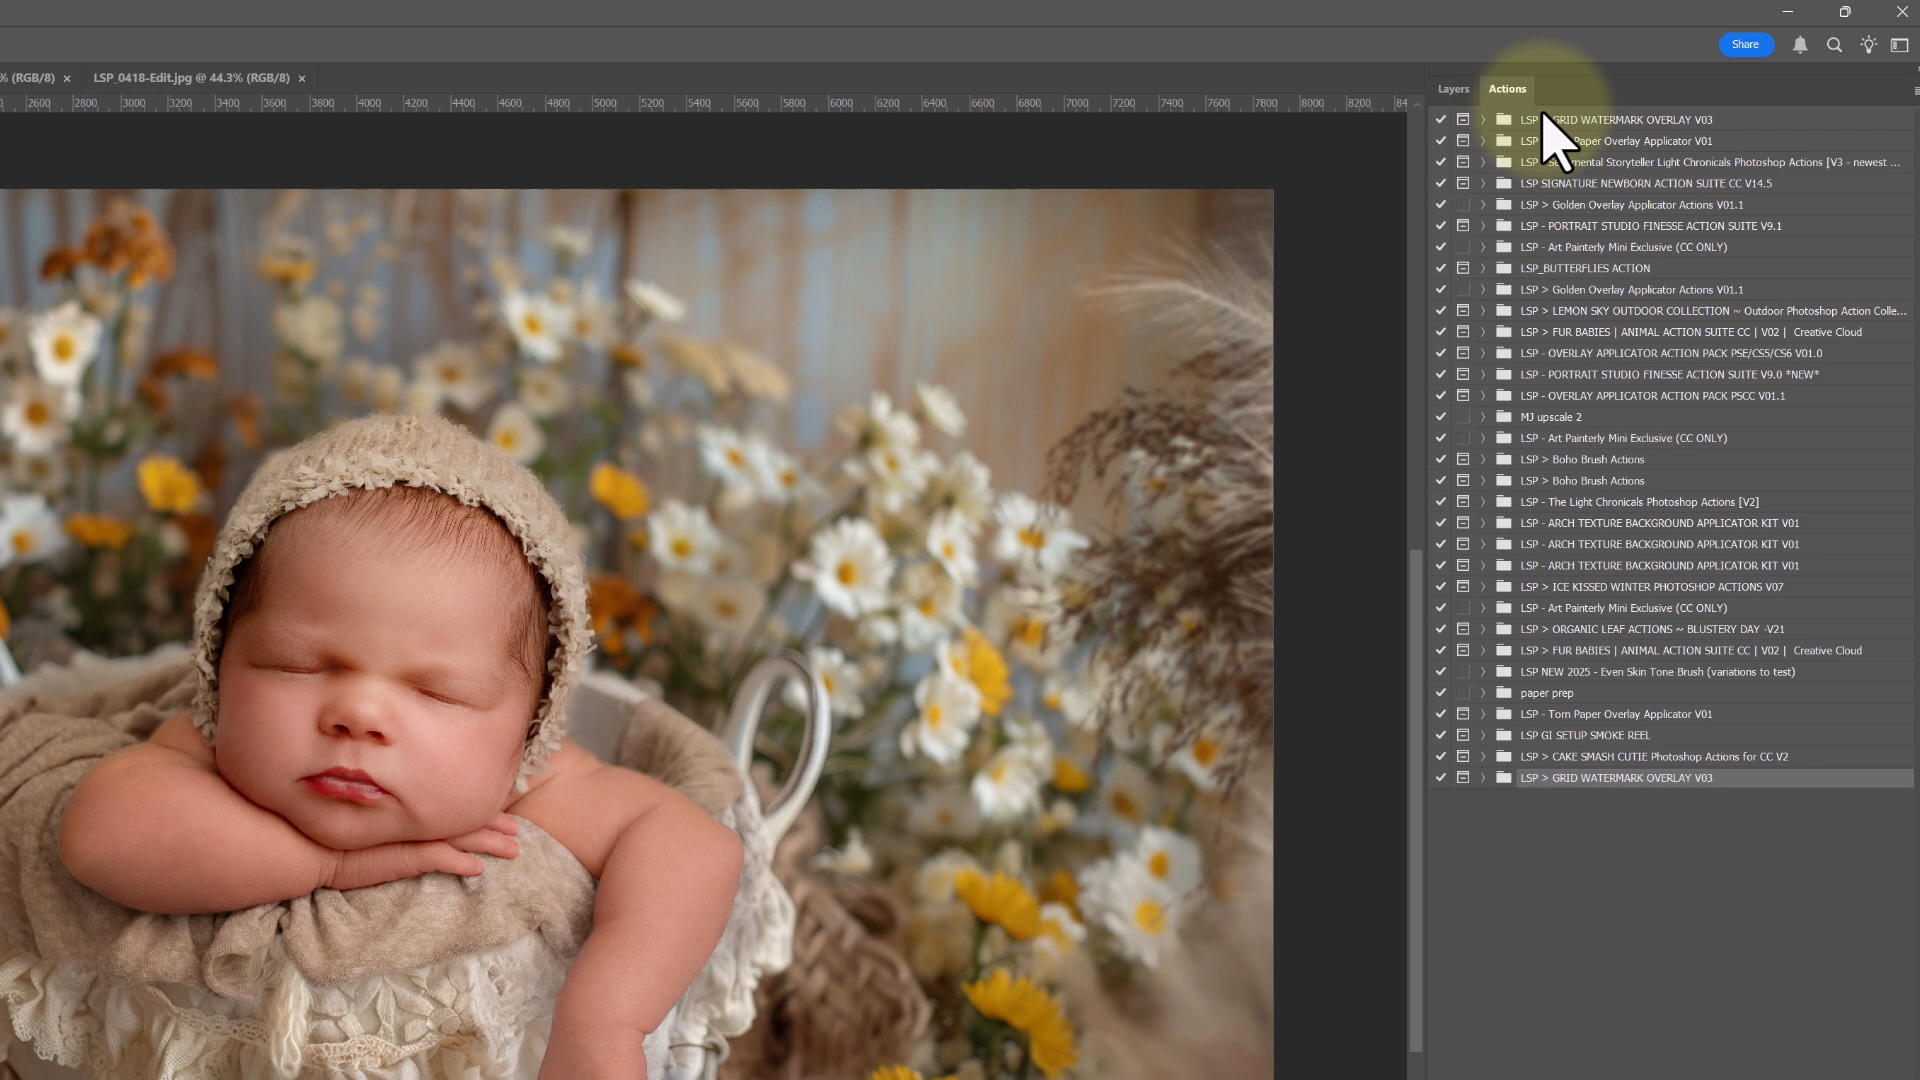 Share
% (RGB/8) ×
LSP_0418-Edit.jpg @ 44.3% (RGB/8) ×
2600 2800 3000 3200 3400 3600 3800 4000 4200 4400 4600 4800 5000 5200 5400 5600 5800 6000 6200 6400 6600 6800 7000 7200 7400 7600 7800 8000 8200 84
Layers Actions
LSP GRID WATERMARK OVERLAY V03
LSP Paper Overlay Applicator V01
LSP Storyteller Light Chronicals Photoshop Actions [V3 - newest ...
LSP SIGNATURE NEWBORN ACTION SUITE CC V14.5
LSP > Golden Overlay Applicator Actions V01.1
LSP - PORTRAIT STUDIO FINESSE ACTION SUITE V9.1
LSP - Art Painterly Mini Exclusive (CC ONLY)
LSP_BUTTERFLIES ACTION
LSP > Golden Overlay Applicator Actions V01.1
LSP > LEMON SKY OUTDOOR COLLECTION ~ Outdoor Photoshop Action Colle...
LSP > FUR BABIES | ANIMAL ACTION SUITE CC | V02 | Creative Cloud
LSP - OVERLAY APPLICATOR ACTION PACK PSE/CS5/CS6 V01.0
LSP - PORTRAIT STUDIO FINESSE ACTION SUITE V9.0 *NEW*
LSP - OVERLAY APPLICATOR ACTION PACK PSCC V01.1
MJ upscale 2
LSP - Art Painterly Mini Exclusive (CC ONLY)
LSP > Boho Brush Actions
LSP > Boho Brush Actions
LSP - The Light Chronicals Photoshop Actions [V2]
LSP - ARCH TEXTURE BACKGROUND APPLICATOR KIT V01
LSP - ARCH TEXTURE BACKGROUND APPLICATOR KIT V01
LSP - ARCH TEXTURE BACKGROUND APPLICATOR KIT V01
LSP > ICE KISSED WINTER PHOTOSHOP ACTIONS V07
LSP - Art Painterly Mini Exclusive (CC ONLY)
LSP > ORGANIC LEAF ACTIONS ~ BLUSTERY DAY -V21
LSP > FUR BABIES | ANIMAL ACTION SUITE CC | V02 | Creative Cloud
LSP NEW 2025 - Even Skin Tone Brush (variations to test)
paper prep
LSP - Torn Paper Overlay Applicator V01
LSP GI SETUP SMOKE REEL
LSP > CAKE SMASH CUTIE Photoshop Actions for CC V2
LSP > GRID WATERMARK OVERLAY V03